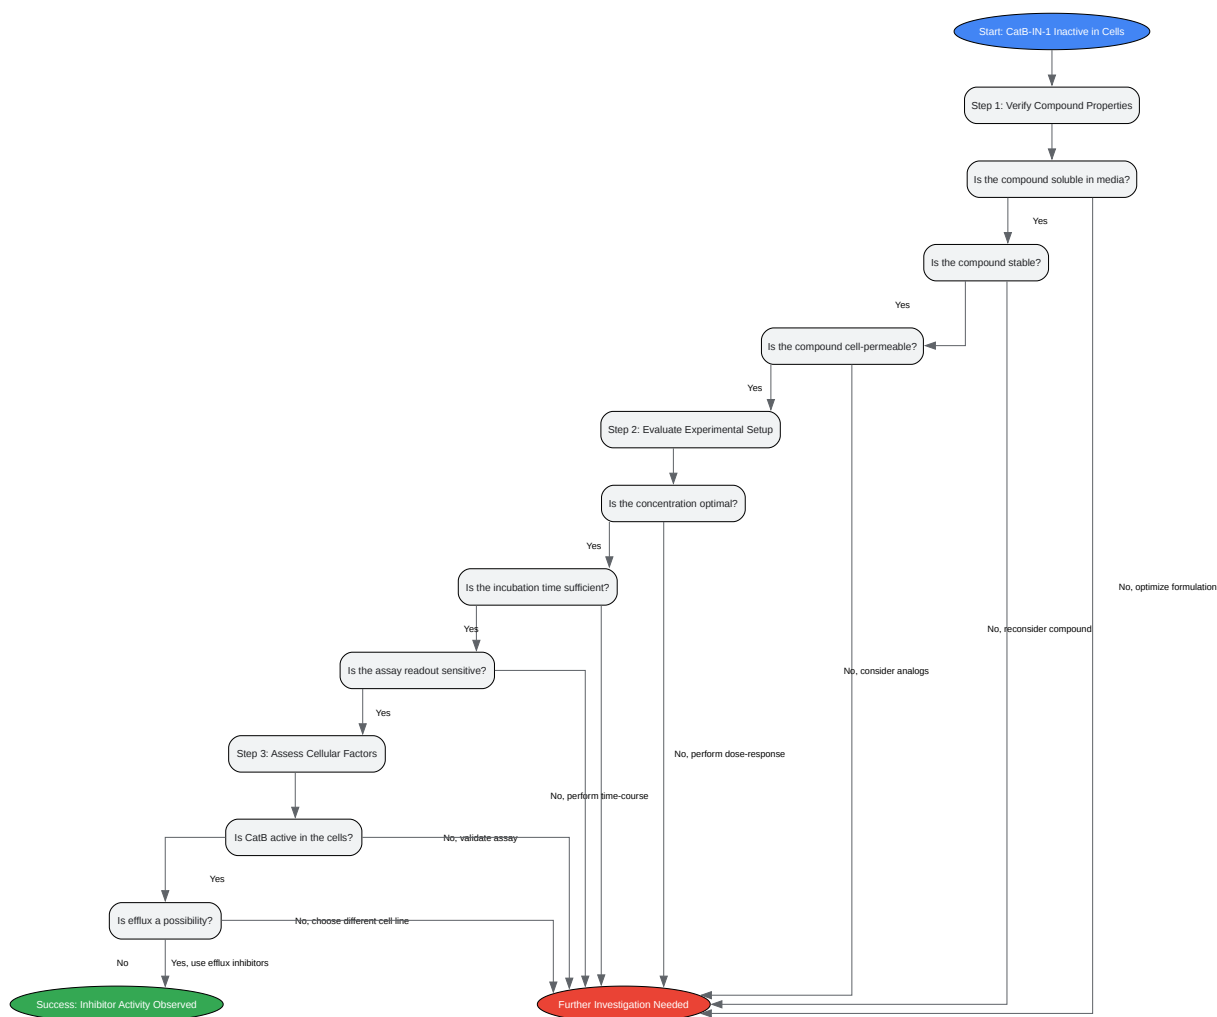 Start: CatB-IN-1 Inactive in Cells
Step 1: Verify Compound Properties
Is the compound soluble in media?
Yes
Is the compound stable?
Yes
Is the compound cell-permeable?
Yes
Step 2: Evaluate Experimental Setup
Is the concentration optimal?
Yes
Is the incubation time sufficient?
No, optimize formulation
Yes
No, reconsider compound
Is the assay readout sensitive?
No, consider analogs
Yes
Step 3: Assess Cellular Factors
No, perform dose-response
No, perform time-course
Is CatB active in the cells?
No, validate assay
Yes
Is efflux a possibility?
No, choose different cell line
No
Yes, use efflux inhibitors
Success: Inhibitor Activity Observed
Further Investigation Needed